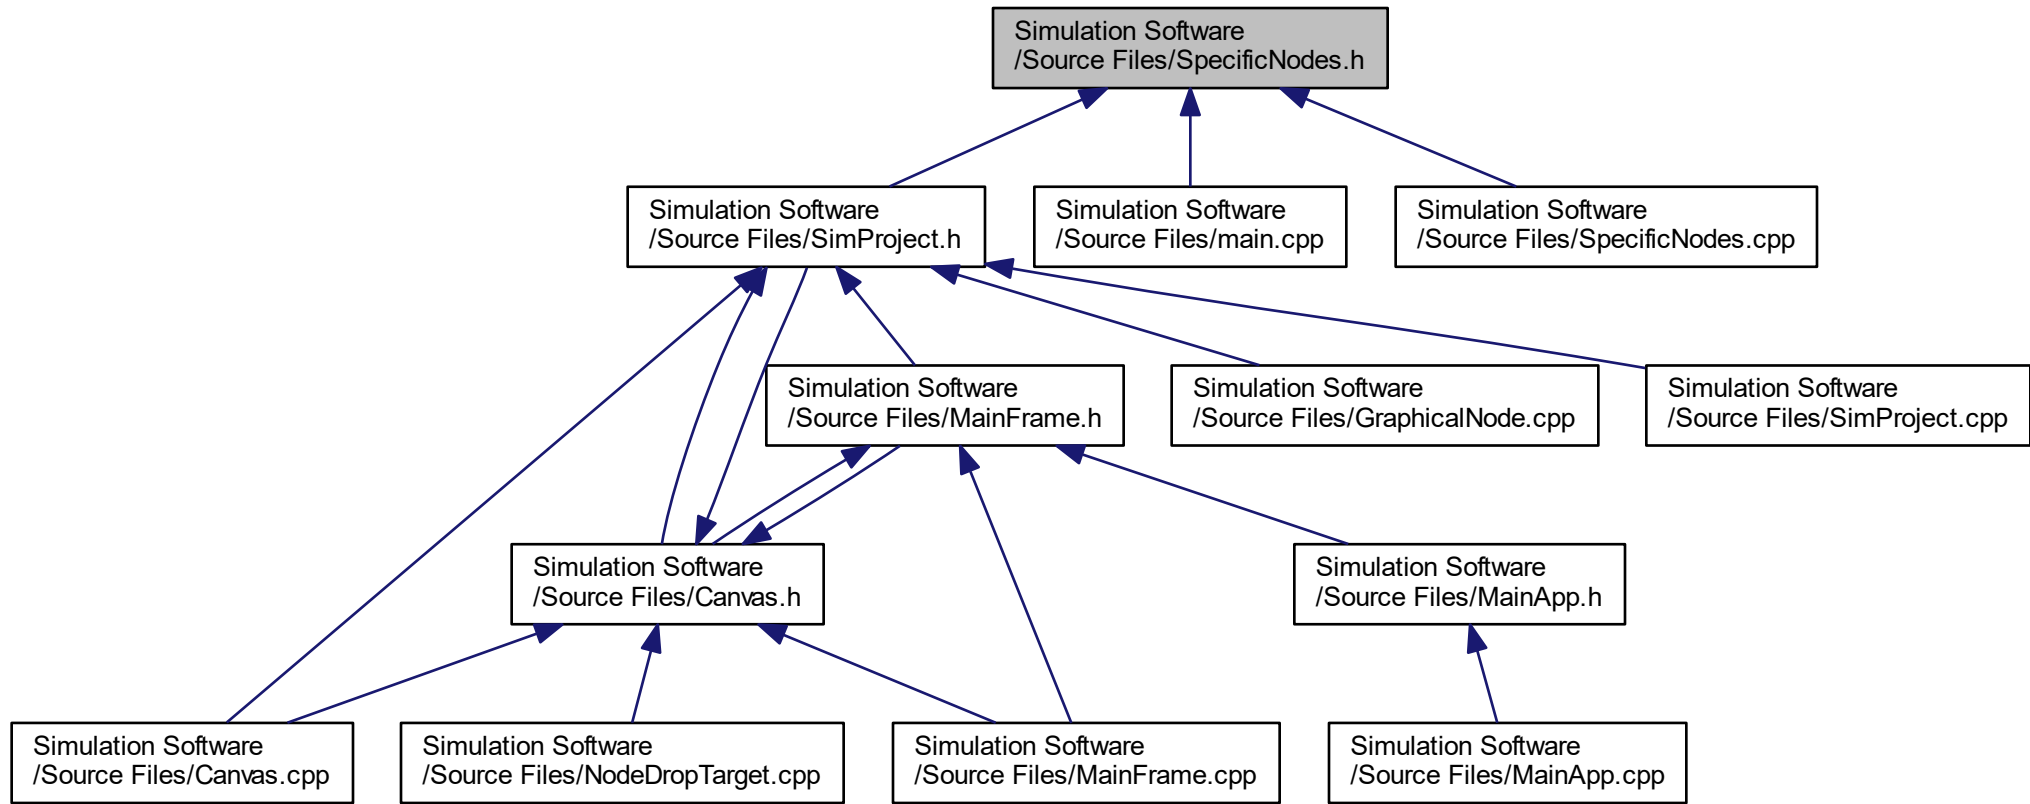 Simulation Software
/Source Files/SpecificNodes.h
Simulation Software
/Source Files/SimProject.h
Simulation Software
/Source Files/main.cpp
Simulation Software
/Source Files/SpecificNodes.cpp
Simulation Software
/Source Files/MainFrame.h
Simulation Software
/Source Files/GraphicalNode.cpp
Simulation Software
/Source Files/SimProject.cpp
Simulation Software
/Source Files/Canvas.h
Simulation Software
/Source Files/MainApp.h
Simulation Software
/Source Files/Canvas.cpp
Simulation Software
/Source Files/NodeDropTarget.cpp
Simulation Software
/Source Files/MainFrame.cpp
Simulation Software
/Source Files/MainApp.cpp